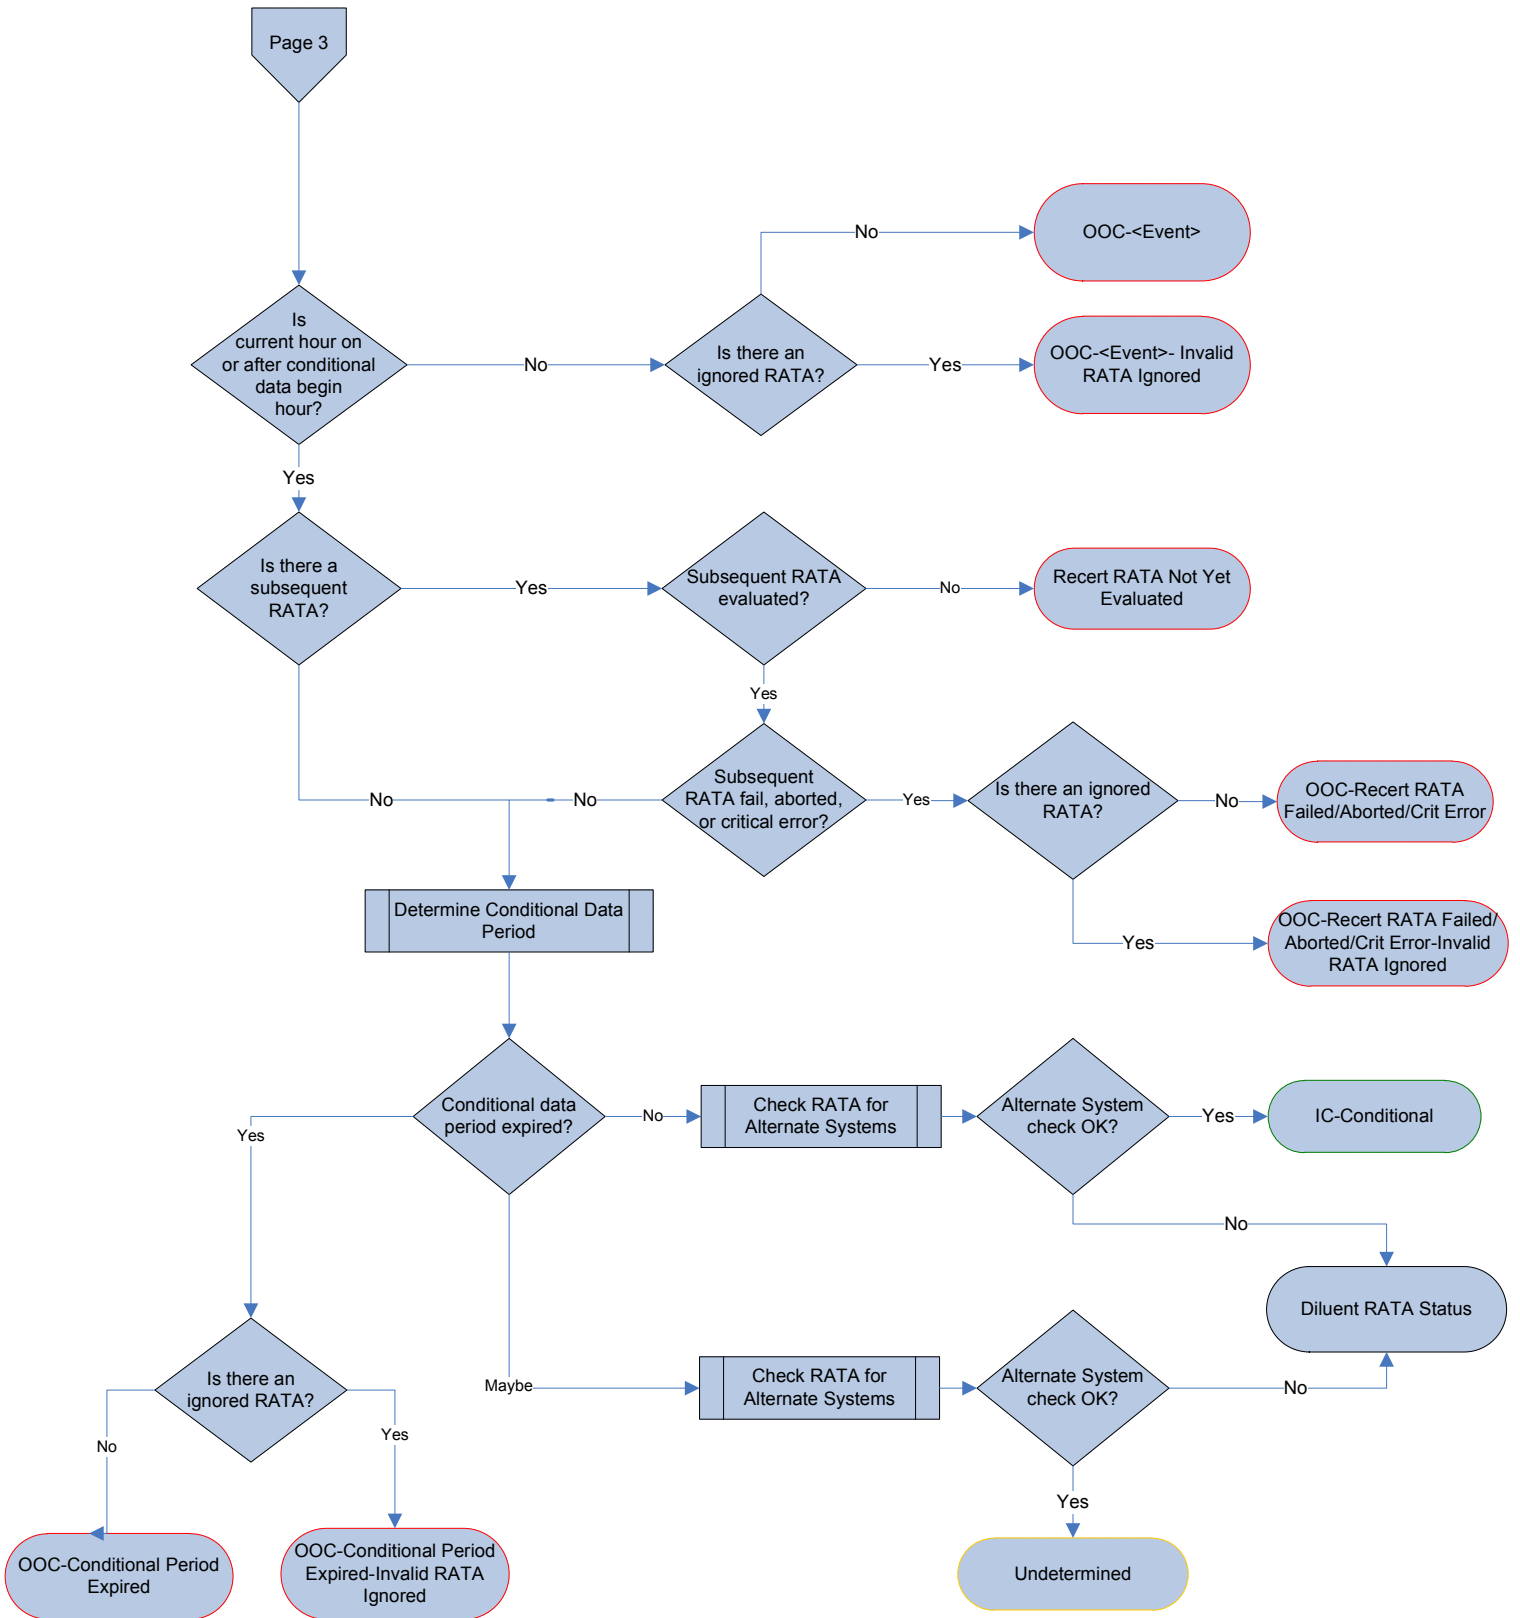 Page 3
No
OOC-<Event>
Is
current hour on
or after conditional
data begin
hour?
No
Is there an
ignored RATA?
Yes
OOC-<Event>- Invalid
RATA Ignored
Yes
Is there a
subsequent
RATA?
Yes
Subsequent RATA
evaluated?
No
Recert RATA Not Yet
Evaluated
Yes
No
No
Subsequent
RATA fail, aborted,
or critical error?
Yes
Is there an ignored
RATA?
No
OOC-Recert RATA
Failed/Aborted/Crit Error
Determine Conditional Data
Period
Yes
OOC-Recert RATA Failed/
Aborted/Crit Error-Invalid
RATA Ignored
Yes
Conditional data
period expired?
No
Check RATA for
Alternate Systems
Alternate System
check OK?
Yes
IC-Conditional
No
Diluent RATA Status
Is there an
ignored RATA?
Maybe
Check RATA for
Alternate Systems
Alternate System
check OK?
No
No
Yes
Yes
OOC-Conditional Period
Expired
OOC-Conditional Period
Expired-Invalid RATA
Ignored
Undetermined